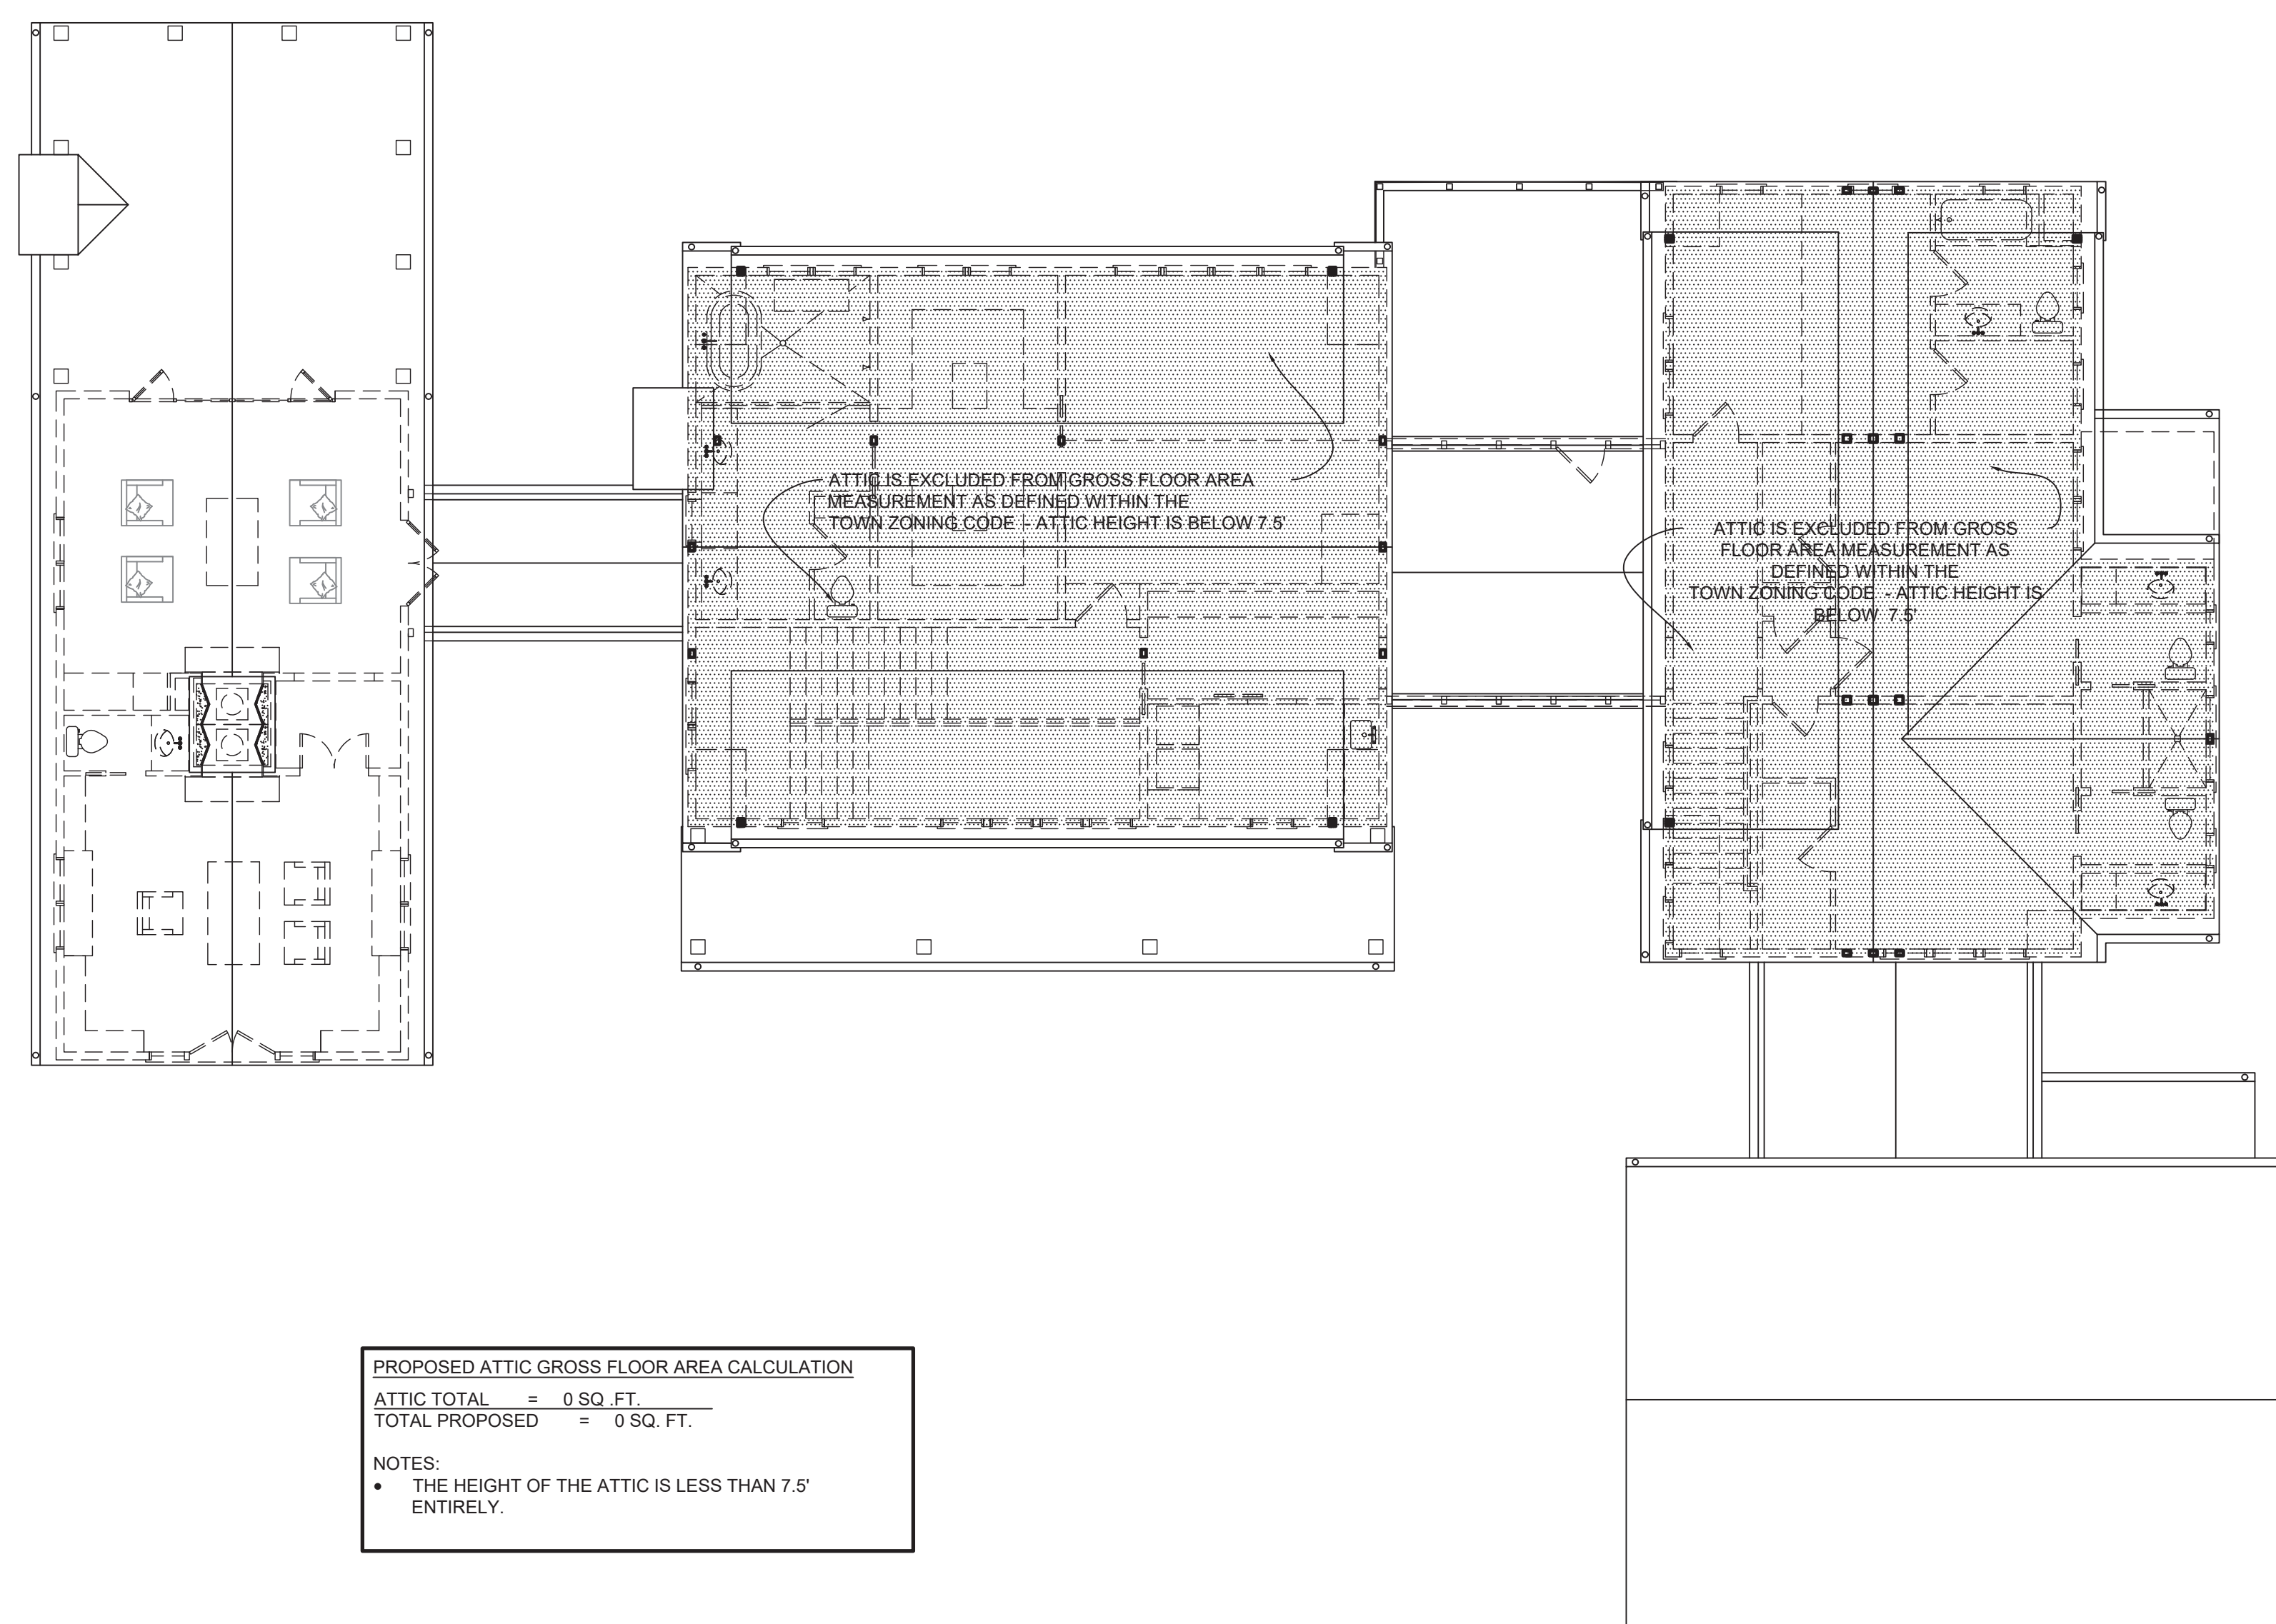 ATTIC IS EXCLUDED FROM GROSS FLOOR AREA
MEASUREMENT AS DEFINED WITHIN THE
TOWN ZONING CODE - ATTIC HEIGHT IS BELOW 7.5'
ATTIC IS EXCLUDED FROM GROSS
FLOOR AREA MEASUREMENT AS
DEFINED WITHIN THE
TOWN ZONING CODE - ATTIC HEIGHT IS
BELOW 7.5'
PROPOSED ATTIC GROSS FLOOR AREA CALCULATION
ATTIC TOTAL = 0 SQ .FT.
TOTAL PROPOSED = 0 SQ. FT.
NOTES:
• THE HEIGHT OF THE ATTIC IS LESS THAN 7.5'
ENTIRELY.